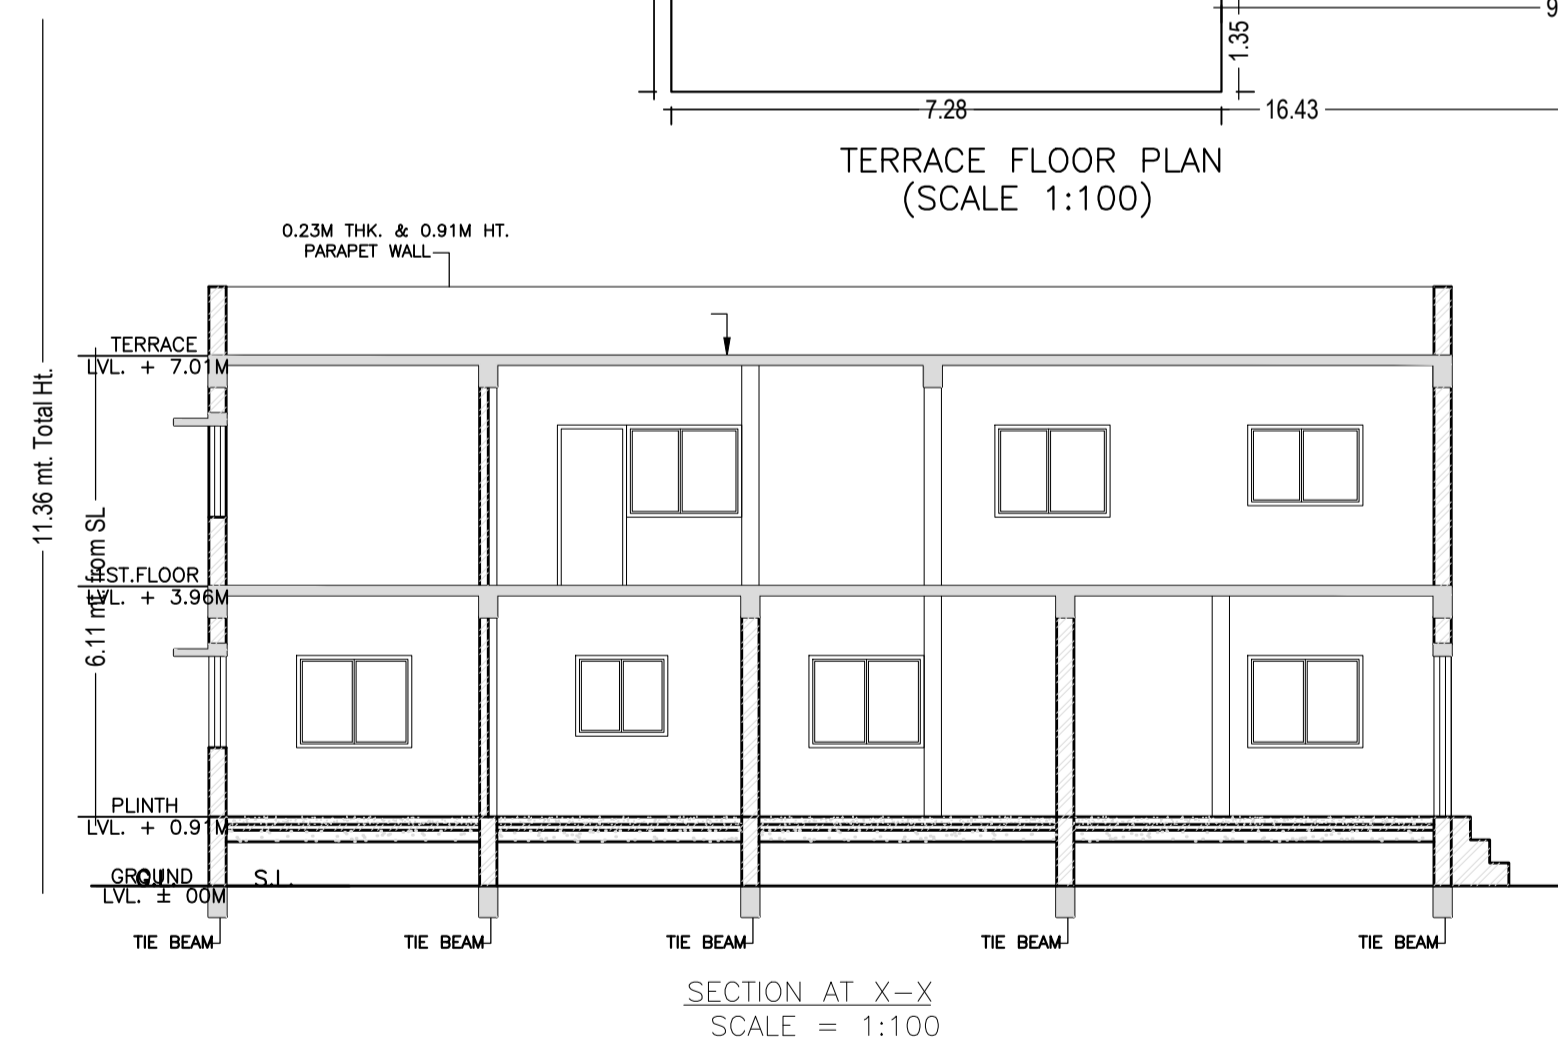 9
1.35
7.28
16.43
TERRACE FLOOR PLAN
(SCALE 1:100)
0.23M THK. & 0.91M HT.
PARAPET WALL
11.36 mt. Total Ht.
TERRACE
LVL. + 7.01M
6.11 mt. from SL
ST.FLOOR
LVL. + 3.96M
PLINTH
LVL. + 0.91M
GROUND
S.L.
LVL. ± 00M
TIE BEAM
TIE BEAM
TIE BEAM
TIE BEAM
TIE BEAM
SECTION AT X-X
SCALE = 1:100